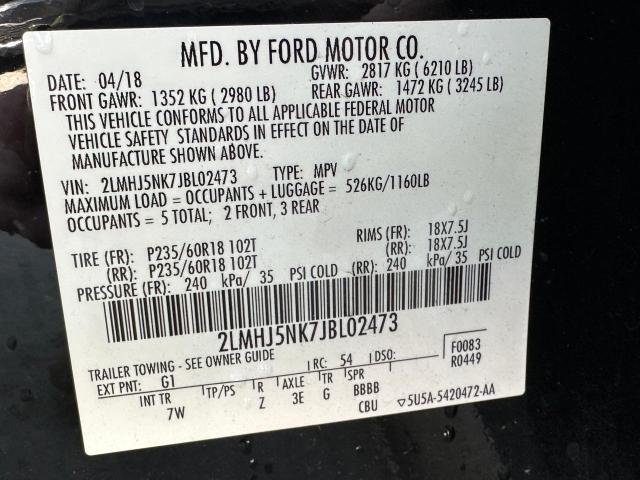 MFD. BY FORD MOTOR CO.
DATE: 04/18 GVWR: 2817 KG ( 6210 LB)
FRONT GAWR: 1352 KG ( 2980 LB) REAR GAWR: 1472 KG ( 3245 LB)
THIS VEHICLE CONFORMS TO ALL APPLICABLE FEDERAL MOTOR
VEHICLE SAFETY STANDARDS IN EFFECT ON THE DATE OF
MANUFACTURE SHOWN ABOVE.
VIN: 2LMHJ5NK7JBL02473 TYPE: MPV
MAXIMUM LOAD = OCCUPANTS + LUGGAGE = 526KG/1160LB
OCCUPANTS = 5 TOTAL; 2 FRONT, 3 REAR
TIRE (FR): P235/60R18 102T RIMS (FR): 18X7.5J
(RR): P235/60R18 102T (RR): 18X7.5J
PRESSURE (FR): 240 kPa/ 35 PSI COLD (RR): 240 kPa/ 35 PSI COLD
2LMHJ5NK7JBL02473
TRAILER TOWING - SEE OWNER GUIDE
EXT PNT: G1 RC: 54 DSO: F0083
R0449
INT TR TP/PS R AXLE TR SPR
7W Z 3E G BBBB
CBU ▽5U5A-5420472-AA